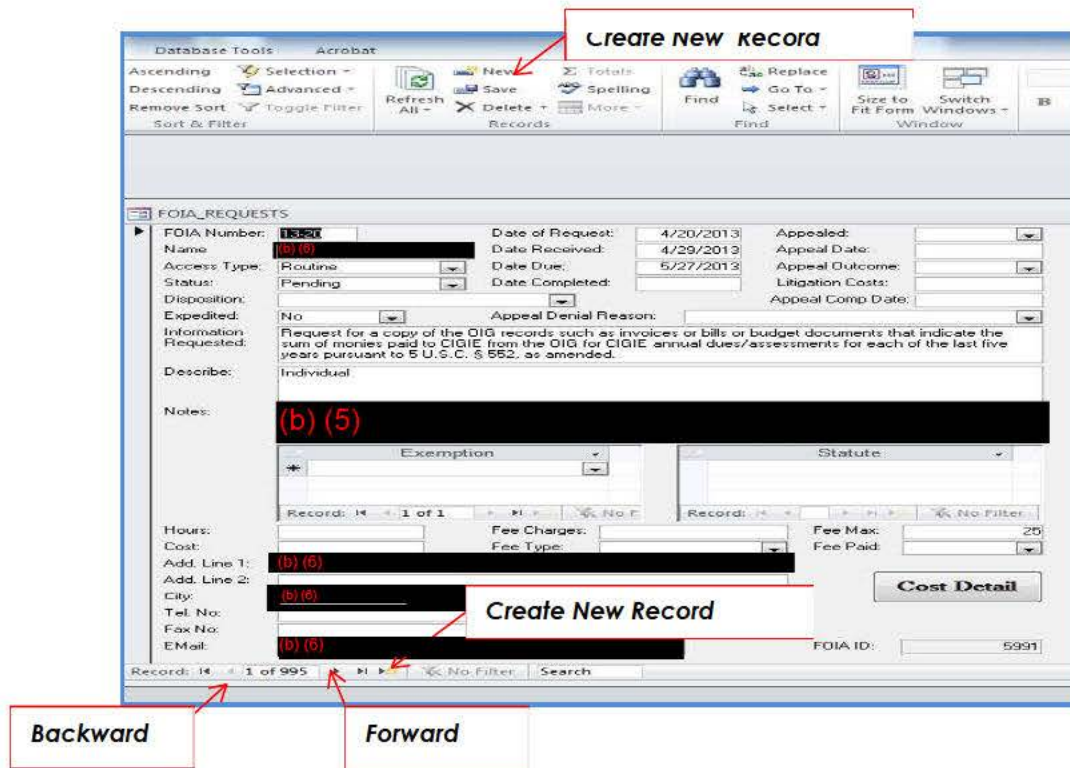 Create New Record
Database Tools Acrobat
Ascending Selection New Σ Totals Replace
Descending Advanced Save Spelling Go To
Remove Sort Toggle Filter Refresh All Delete More Find Select Size to Fit Form Switch Windows B
Sort & Filter Records Find Window
FOIA_REQUESTS
FOIA Number: 13-20 Date of Request: 4/20/2013 Appealed:
Name (b) (6) Date Received: 4/29/2013 Appeal Date:
Access Type: Routine Date Due; 5/27/2013 Appeal Outcome:
Status: Pending Date Completed: Litigation Costs:
Disposition: Appeal Comp Date:
Expedited: No Appeal Denial Reason:
Information Requested: Request for a copy of the OIG records such as invoices or bills or budget documents that indicate the
sum of monies paid to CIGIE from the OIG for CIGIE annual dues/assessments for each of the last five
years pursuant to 5 U.S.C. § 552, as amended.
Describe: Individual
Notes: (b) (5)
Exemption Statute
Record: 1 of 1 No F Record: No Filter
Hours: Fee Charges: Fee Max: 25
Cost: Fee Type: Fee Paid:
Add. Line 1: (b) (6)
Add. Line 2:
City: (b) (6) Cost Detail
Tel. No: Create New Record
Fax No:
EMail: (b) (6) FOIA ID: 5991
Record: 1 of 995 No Filter Search
Backward Forward